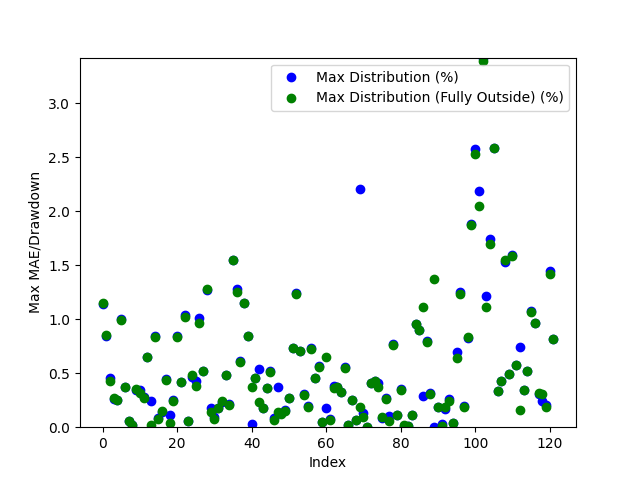 Max Distribution (%)
Max Distribution (Fully Outside) (%)
Max MAE/Drawdown
3.0
2.5
2.0
1.5
1.0
0.5
0.0
0 20 40 60 80 100 120
Index